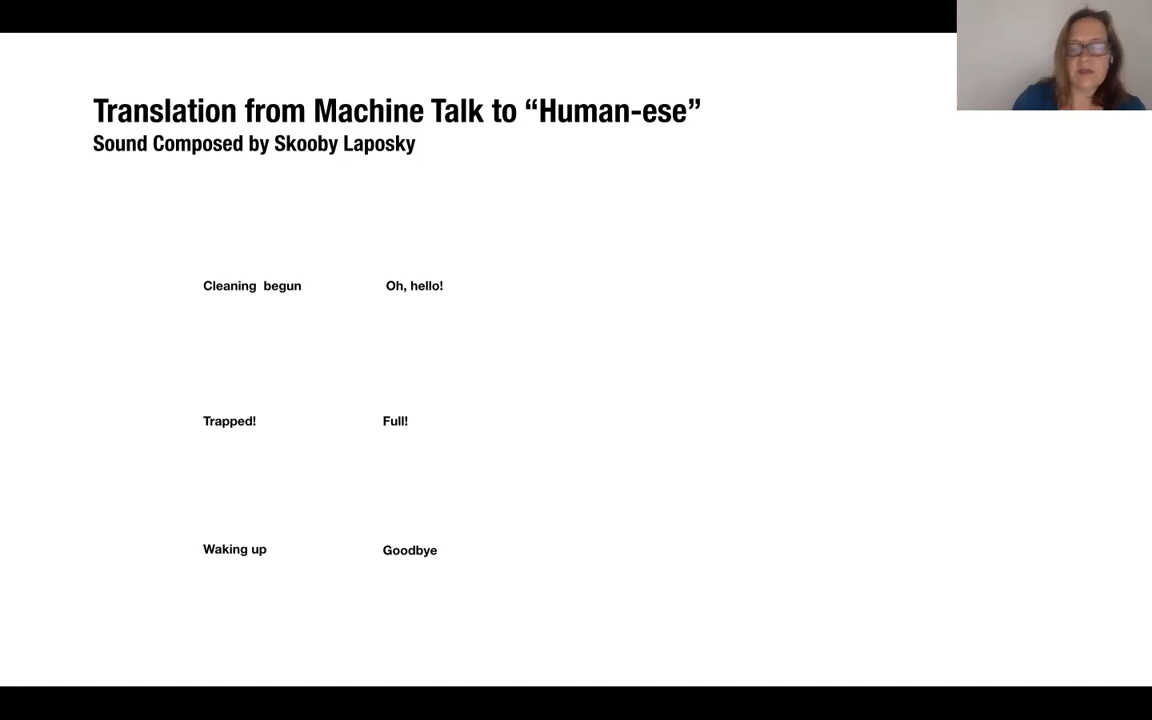 Translation from Machine Talk to “Human-ese”
Sound Composed by Skooby Laposky
Cleaning  begun
Oh, hello!
Trapped!
Full!
Waking up
Goodbye